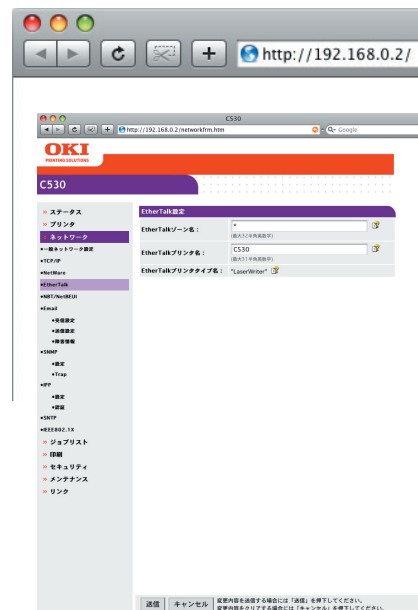 http://192.168.0.2/
C530
http://192.168.0.2/networkfrm.htm
Google
OKI
PRINTING SOLUTIONS
C530
ステータス
プリンタ
ネットワーク
一般ネットワーク設定
TCP/IP
NetWare
EtherTalk
NBT/NetBEUI
Email
受信設定
送信設定
障害情報
SNMP
設定
Trap
IPP
設定
認証
SNTP
IEEE802.1X
ジョブリスト
印刷
セキュリティ
メンテナンス
リンク
EtherTalk設定
EtherTalkゾーン名： *
(最大32半角英数字)
EtherTalkプリンタ名： C530
(最大31半角英数字)
EtherTalkプリンタタイプ名： "LaserWriter"
送信 キャンセル
変更内容を送信する場合には「送信」を押下してください。
変更内容をクリアする場合には「キャンセル」を押下してください。